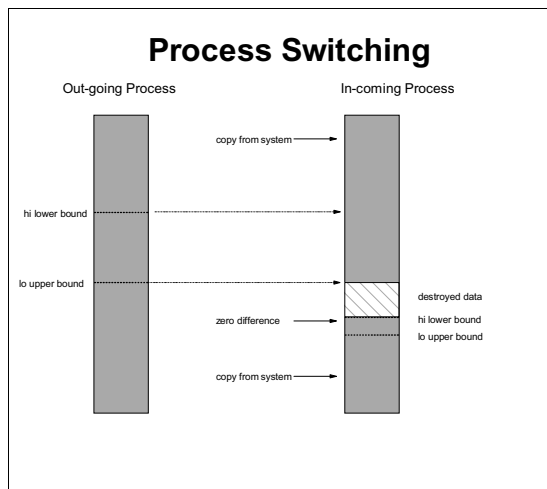 Process Switching
Out-going Process
In-coming Process
copy from system
hi lower bound
lo upper bound
destroyed data
zero difference
hi lower bound
lo upper bound
copy from system